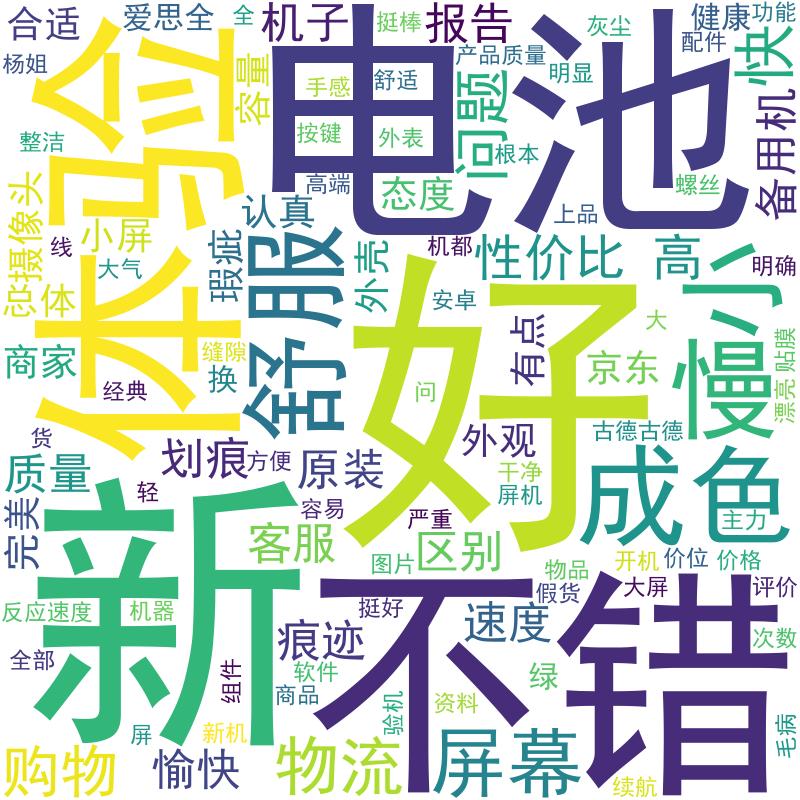 合适
爱思全
全
机子
挺棒
报告
灰尘
健康
功能
杨姐
体验
容量
电池
产品质量
明显
配件
快
手感
舒适
问题
备用机
整洁
按键
外表
根本
高端
态度
螺丝
摄像头
认真
上品
线
小屏
瑕疵
舒服
外壳
机都
性价比
高
小
明确
大气
总体
好
安卓
大
慢
贴膜
商家
缝隙
换
有点
京东
漂亮
经典
问
货
划痕
方便
原装
外观
古德古德
质量
干净
成色
轻
容易
屏机
严重
主力
完美
新
客服
区别
图片
物品
开机
价位
价格
不错
假货
大屏
评价
反应速度
机器
挺好
速度
痕迹
次数
全部
组件
软件
绿
商品
资料
验机
屏
新机
毛病
购物
愉快
物流
屏幕
续航